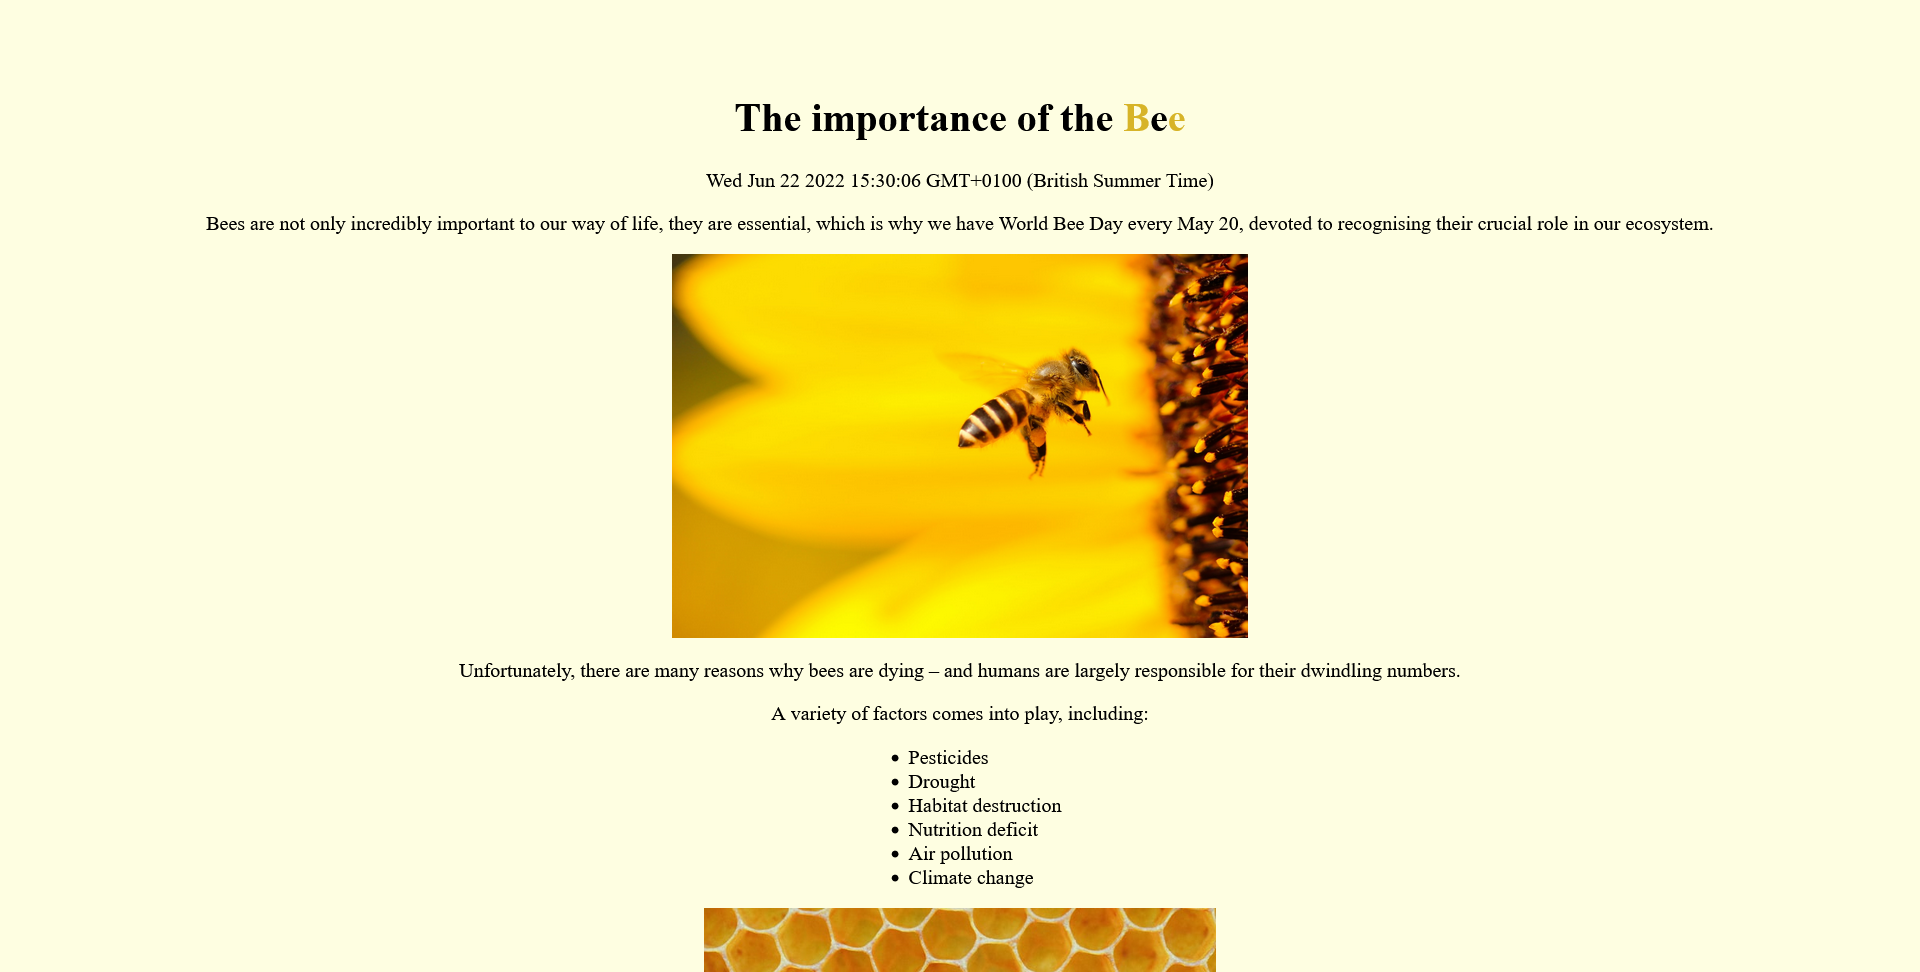 The importance of the Bee
Wed Jun 22 2022 15:30:06 GMT+0100 (British Summer Time)
Bees are not only incredibly important to our way of life, they are essential, which is why we have World Bee Day every May 20, devoted to recognising their crucial role in our ecosystem.
Unfortunately, there are many reasons why bees are dying – and humans are largely responsible for their dwindling numbers.
A variety of factors comes into play, including:
• Pesticides
• Drought
• Habitat destruction
• Nutrition deficit
• Air pollution
• Climate change